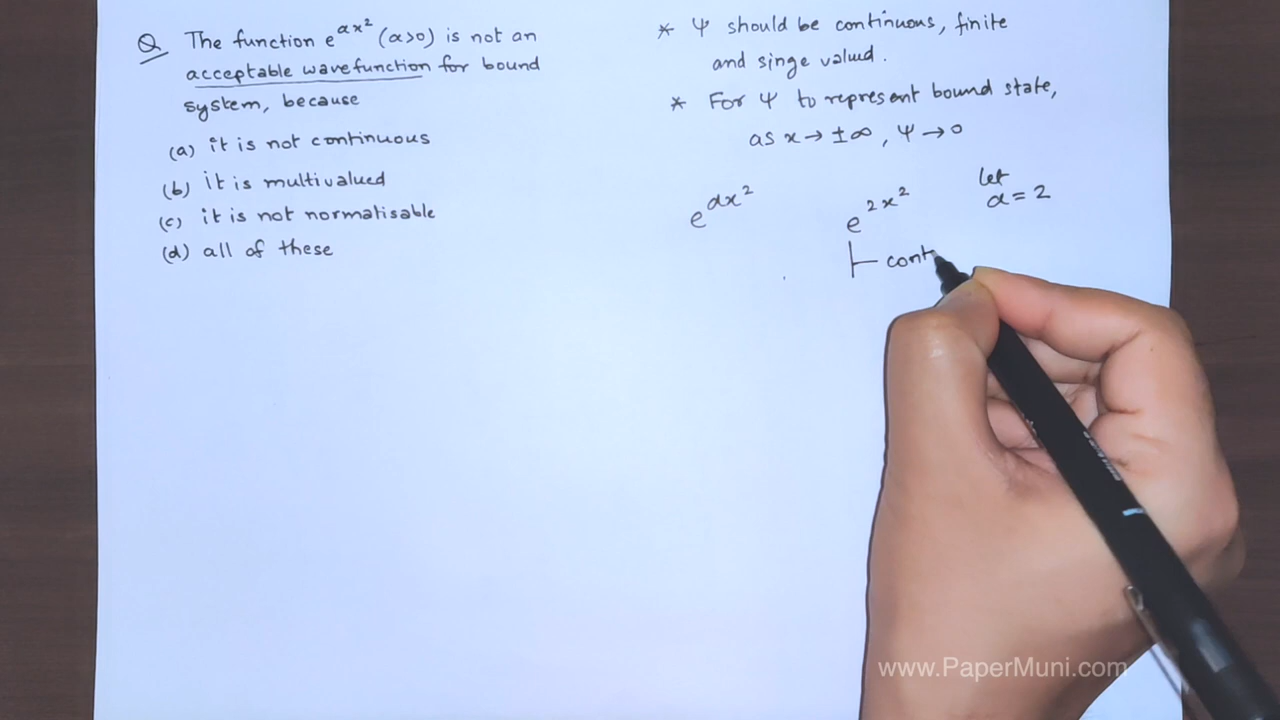 Q The function e^αx² (α>0) is not an
acceptable wavefunction for bound
system, because
(a) it is not continuous
(b) it is multivalued
(c) it is not normatisable
(d) all of these
* Ψ should be continuous, finite
and singe valued.
* For Ψ to represent bound state,
as x → ±∞, Ψ → 0
e^αx² e^2x² let α = 2
cont
www.PaperMuni.com